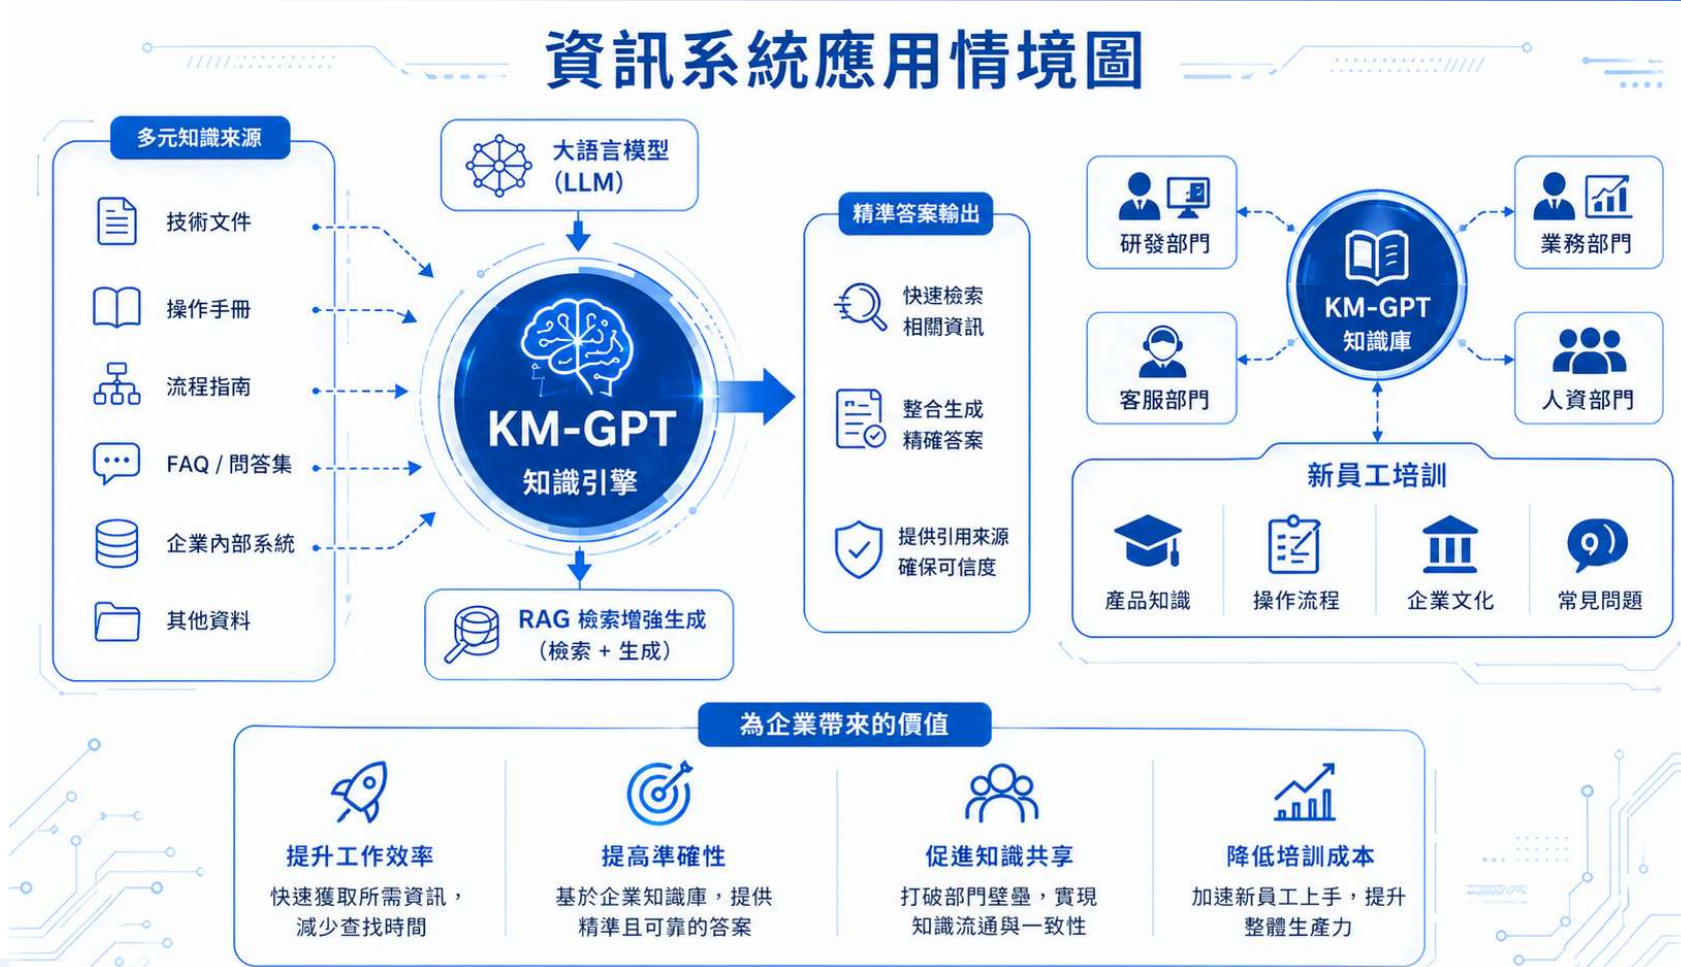 資訊系統應用情境圖
多元知識來源
技術文件
操作手冊
流程指南
FAQ / 問答集
企業內部系統
其他資料
大語言模型
(LLM)
KM-GPT
知識引擎
RAG 檢索增強生成
(檢索 + 生成)
精準答案輸出
快速檢索
相關資訊
整合生成
精確答案
提供引用來源
確保可信度
研發部門
業務部門
KM-GPT
知識庫
客服部門
人資部門
新員工培訓
產品知識
操作流程
企業文化
常見問題
為企業帶來的價值
提升工作效率
快速獲取所需資訊,
減少查找時間
提高準確性
基於企業知識庫,提供
精準且可靠的答案
促進知識共享
打破部門壁壘,實現
知識流通與一致性
降低培訓成本
加速新員工上手,提升
整體生產力